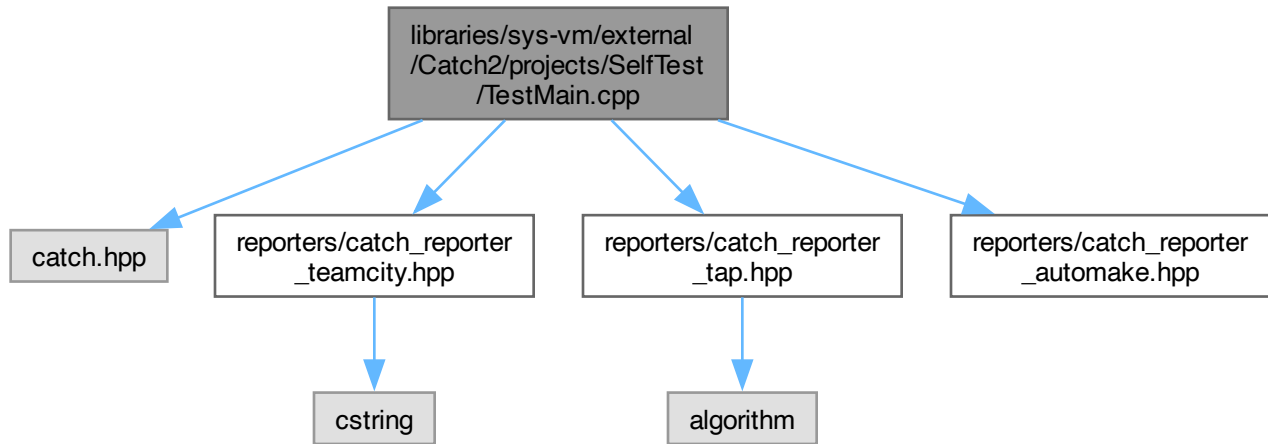 libraries/sys-vm/external
/Catch2/projects/SelfTest
/TestMain.cpp
catch.hpp
reporters/catch_reporter
_teamcity.hpp
reporters/catch_reporter
_tap.hpp
reporters/catch_reporter
_automake.hpp
cstring
algorithm